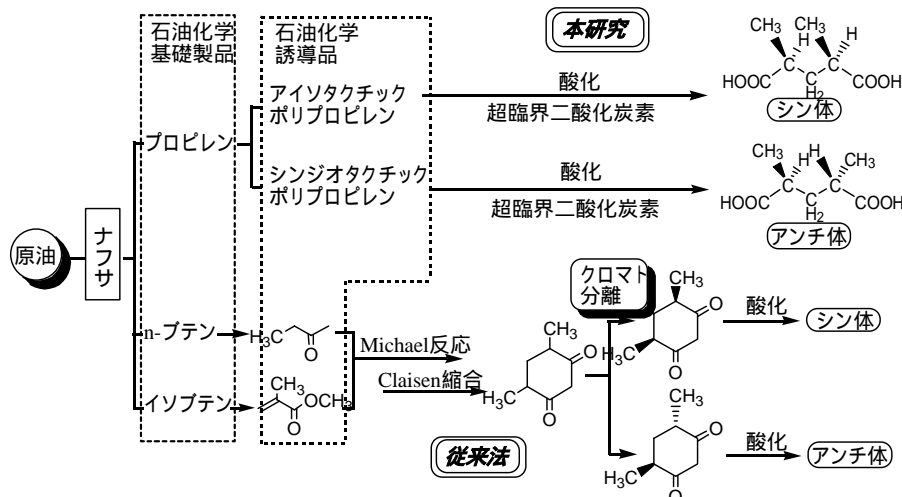 石油化学
基礎製品
石油化学
誘導品
本研究
原油
ナフサ
プロピレン
アイソタクチック
ポリプロピレン
酸化
超臨界二酸化炭素
CH3
CH3
H
H
C
C
HOOC
C
H2
COOH
シン体
シンジオタクチック
ポリプロピレン
酸化
超臨界二酸化炭素
CH3
H
H
CH3
C
C
HOOC
C
H2
COOH
アンチ体
n-ブテン
H3C
O
イソブテン
CH3
OCH3
O
Michael反応
Claisen縮合
従来法
CH3
O
H3C
O
クロマト
分離
CH3
O
H3C
O
酸化
シン体
CH3
O
H3C
O
酸化
アンチ体